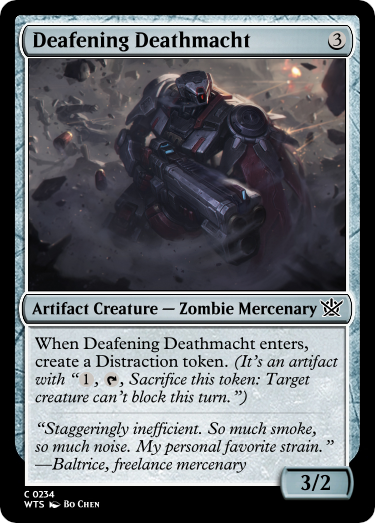 Deafening Deathmacht 3
Artifact Creature — Zombie Mercenary
When Deafening Deathmacht enters,
create a Distraction token. (It's an artifact
with “1, , Sacrifice this token: Target
creature can't block this turn.”)
“Staggeringly inefficient. So much smoke,
so much noise. My personal favorite strain.”
—Baltrice, freelance mercenary
3/2
C 0234
WTS Bo Chen